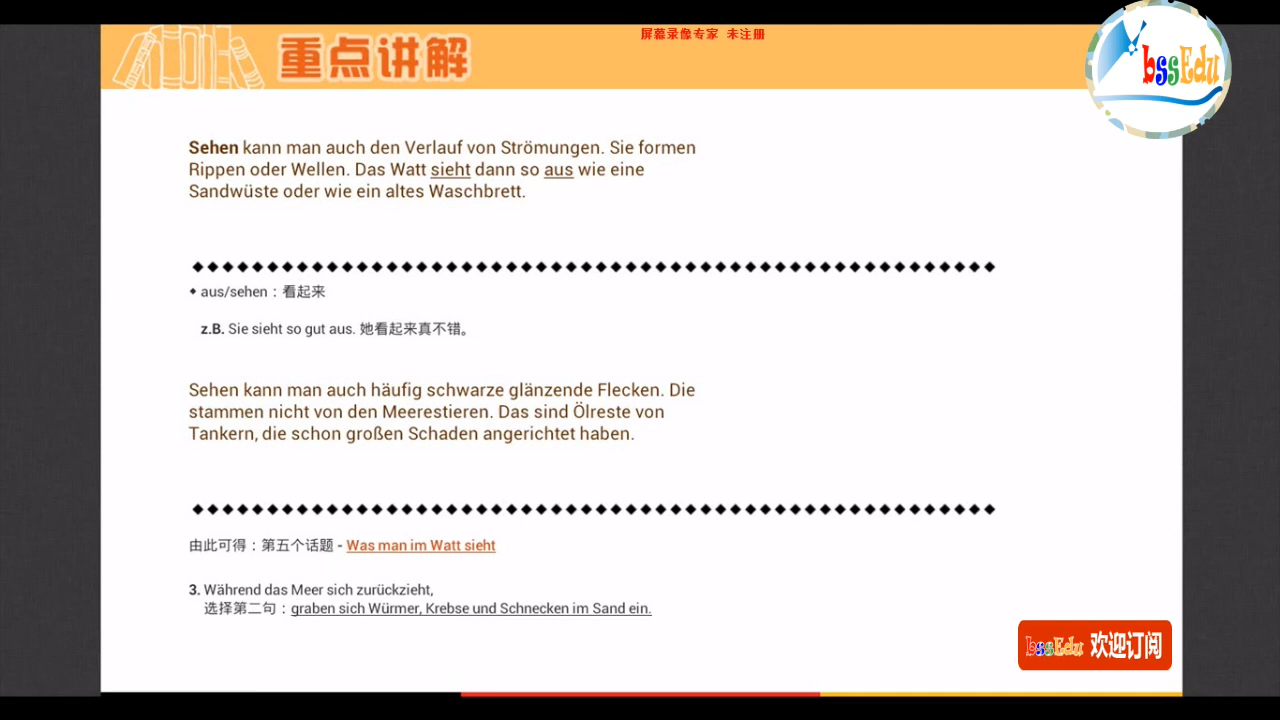 重点讲解
屏幕录像专家 未注册
bssEdu
Sehen kann man auch den Verlauf von Strömungen. Sie formen
Rippen oder Wellen. Das Watt sieht dann so aus wie eine
Sandwüste oder wie ein altes Waschbrett.
◆ aus/sehen：看起来
z.B. Sie sieht so gut aus. 她看起来真不错。
Sehen kann man auch häufig schwarze glänzende Flecken. Die
stammen nicht von den Meerestieren. Das sind Ölreste von
Tankern, die schon großen Schaden angerichtet haben.
由此可得：第五个话题 - Was man im Watt sieht
3. Während das Meer sich zurückzieht,
选择第二句：graben sich Würmer, Krebse und Schnecken im Sand ein.
bssEdu 欢迎订阅